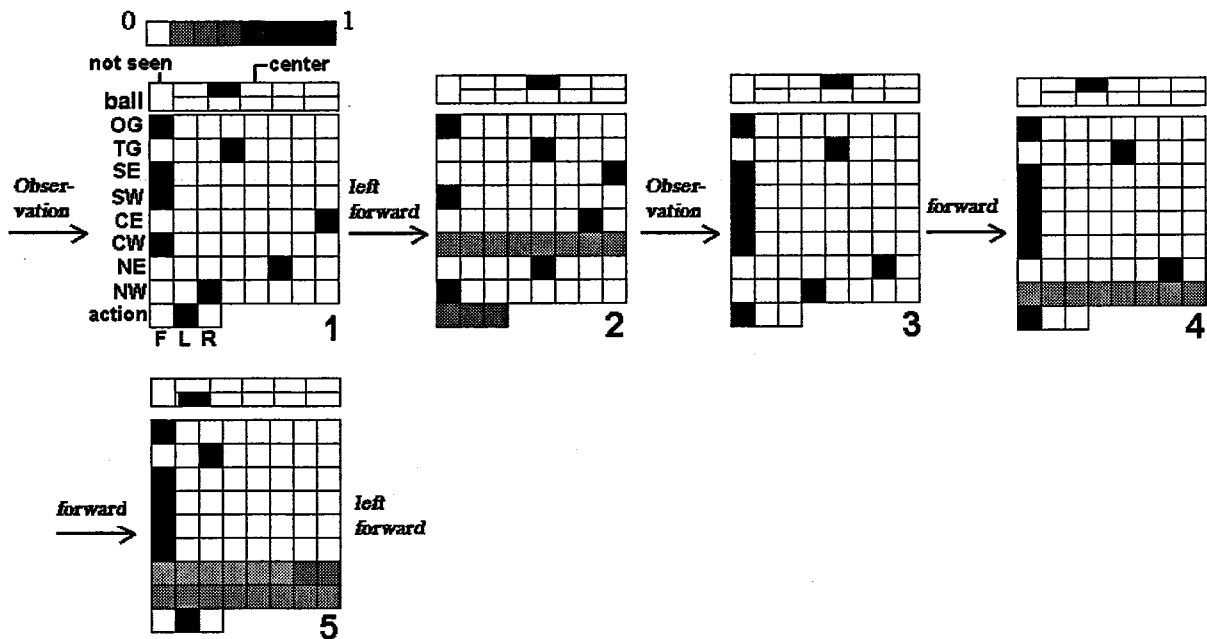 0 1
not seen center
ball
OG
TG
SE
SW
CE
CW
NE
NW
action
F L R
1
Obser-
vation
left
forward
2
Obser-
vation
3
forward
4
forward
5
left
forward